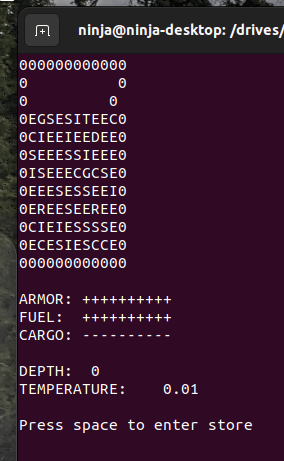 ninja@ninja-desktop: /drives/
000000000000
0          0
0         0
0EGSESITEEC0
0CIEEIEEDEE0
0SEEESSIEEE0
0ISEEECGCSE0
0EEESESSEEI0
0EREESEEREE0
0CIEIESSSSE0
0ECESIESCCE0
000000000000
ARMOR: ++++++++++
FUEL:  ++++++++++
CARGO: ----------
DEPTH:  0
TEMPERATURE:    0.01
Press space to enter store